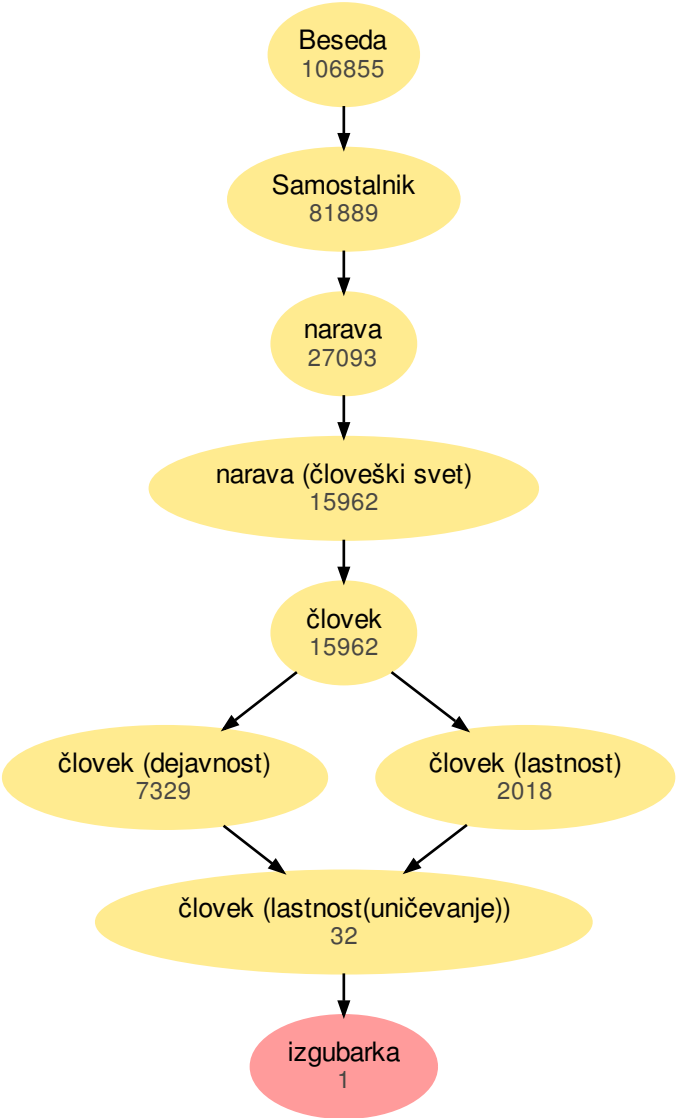 Beseda
106855
Samostalnik
81889
narava
27093
narava (človeški svet)
15962
človek
15962
človek (dejavnost)
7329
človek (lastnost)
2018
človek (lastnost(uničevanje))
32
izgubarka
1